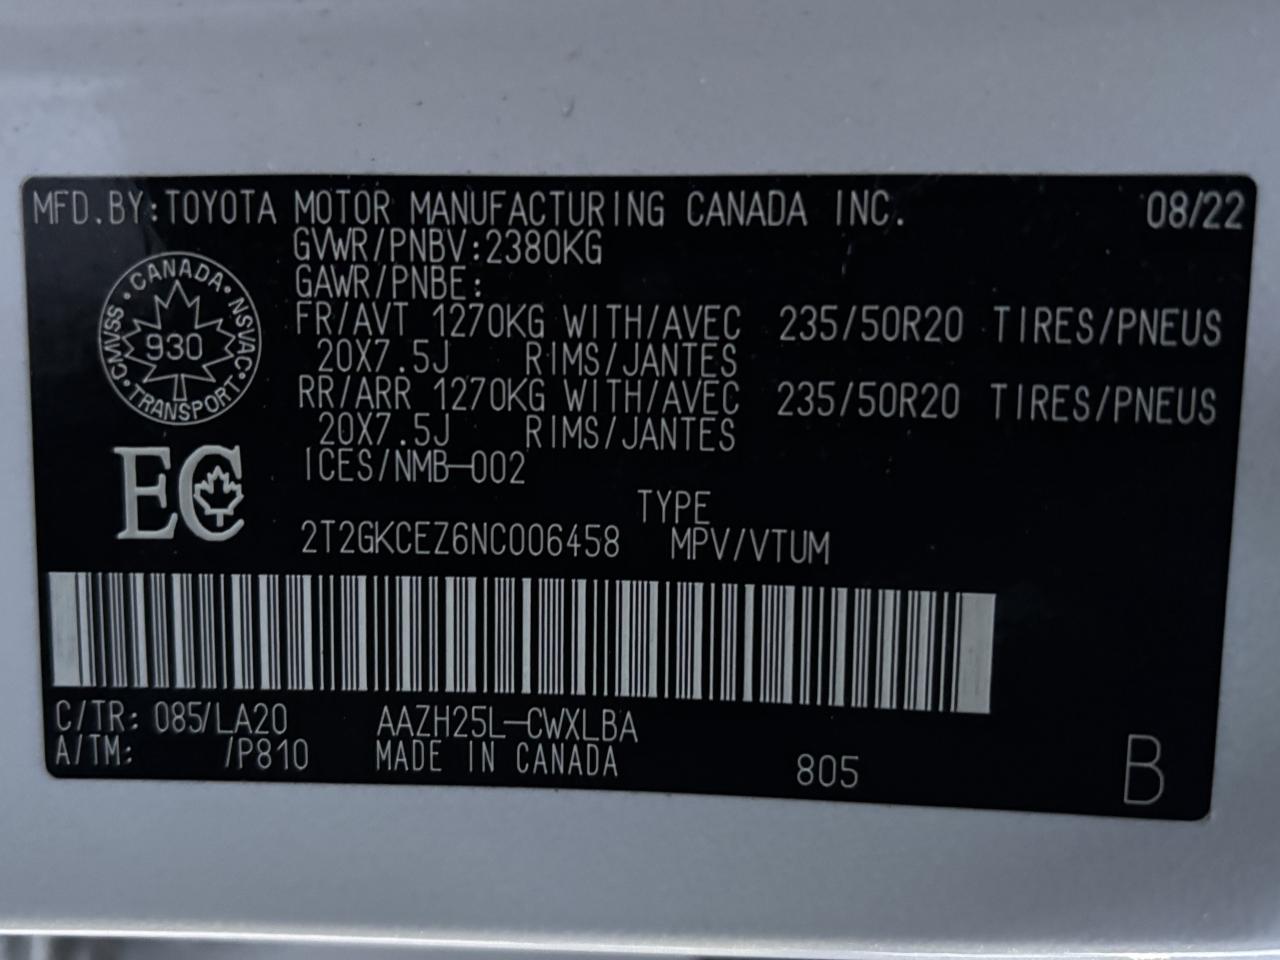 MFD.BY:TOYOTA MOTOR MANUFACTURING CANADA INC. 08/22
GVWR/PNBV:2380KG
GAWR/PNBE:
FR/AVT 1270KG WITH/AVEC 235/50R20 TIRES/PNEUS
20X7.5J RIMS/JANTES
RR/ARR 1270KG WITH/AVEC 235/50R20 TIRES/PNEUS
20X7.5J RIMS/JANTES
ICES/NMB-002
CANADA · NSVAC · TRANSPORT · CMVSS ·
930
EC
TYPE
2T2GKCEZ6NC006458 MPV/VTUM
C/TR: 085/LA20 AAZH25L-CWXLBA
A/TM: /P810 MADE IN CANADA 805 B